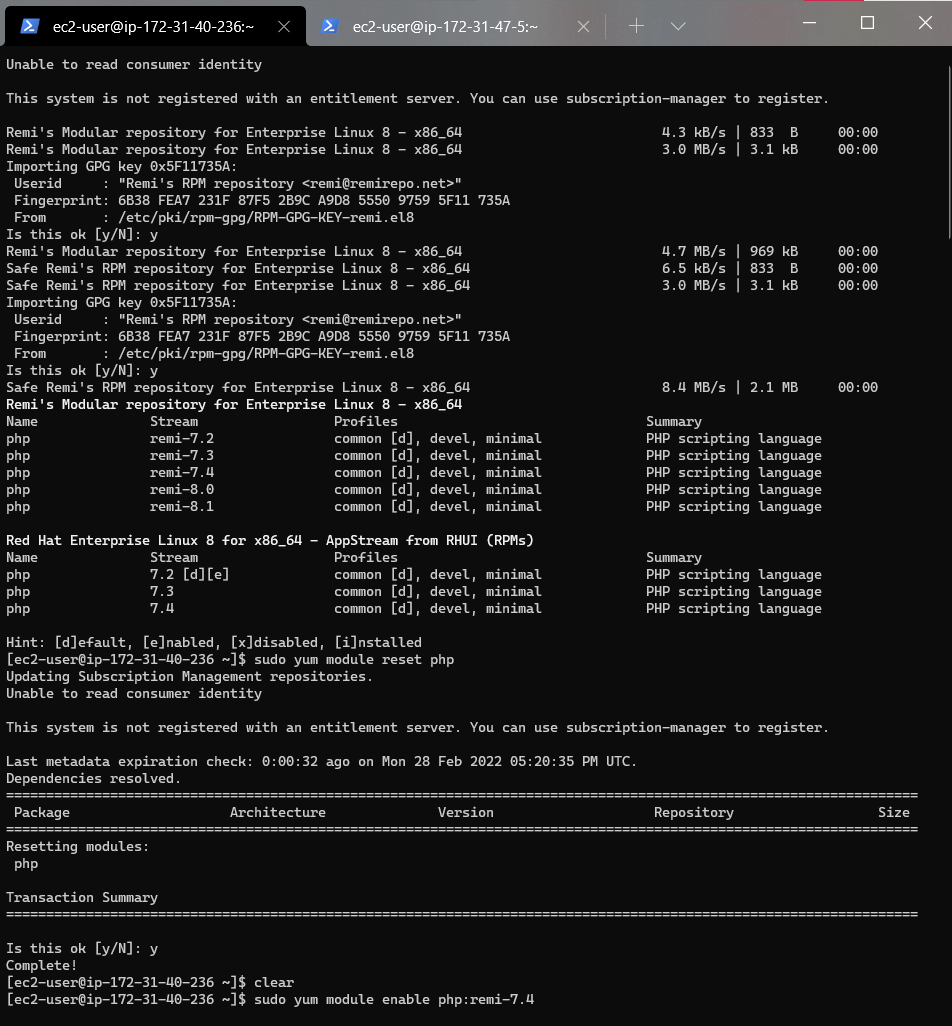 ec2-user@ip-172-31-40-236:~ ec2-user@ip-172-31-47-5:~
Unable to read consumer identity
This system is not registered with an entitlement server. You can use subscription-manager to register.
Remi's Modular repository for Enterprise Linux 8 - x86_64 4.3 kB/s | 833 B 00:00
Remi's Modular repository for Enterprise Linux 8 - x86_64 3.0 MB/s | 3.1 kB 00:00
Importing GPG key 0x5F11735A:
Userid : "Remi's RPM repository <remi@remirepo.net>"
Fingerprint: 6B38 FEA7 231F 87F5 2B9C A9D8 5550 9759 5F11 735A
From : /etc/pki/rpm-gpg/RPM-GPG-KEY-remi.el8
Is this ok [y/N]: y
Remi's Modular repository for Enterprise Linux 8 - x86_64 4.7 MB/s | 969 kB 00:00
Safe Remi's RPM repository for Enterprise Linux 8 - x86_64 6.5 kB/s | 833 B 00:00
Safe Remi's RPM repository for Enterprise Linux 8 - x86_64 3.0 MB/s | 3.1 kB 00:00
Importing GPG key 0x5F11735A:
Userid : "Remi's RPM repository <remi@remirepo.net>"
Fingerprint: 6B38 FEA7 231F 87F5 2B9C A9D8 5550 9759 5F11 735A
From : /etc/pki/rpm-gpg/RPM-GPG-KEY-remi.el8
Is this ok [y/N]: y
Safe Remi's RPM repository for Enterprise Linux 8 - x86_64 8.4 MB/s | 2.1 MB 00:00
Remi's Modular repository for Enterprise Linux 8 - x86_64
Name Stream Profiles Summary
php remi-7.2 common [d], devel, minimal PHP scripting language
php remi-7.3 common [d], devel, minimal PHP scripting language
php remi-7.4 common [d], devel, minimal PHP scripting language
php remi-8.0 common [d], devel, minimal PHP scripting language
php remi-8.1 common [d], devel, minimal PHP scripting language
Red Hat Enterprise Linux 8 for x86_64 - AppStream from RHUI (RPMs)
Name Stream Profiles Summary
php 7.2 [d][e] common [d], devel, minimal PHP scripting language
php 7.3 common [d], devel, minimal PHP scripting language
php 7.4 common [d], devel, minimal PHP scripting language
Hint: [d]efault, [e]nabled, [x]disabled, [i]nstalled
[ec2-user@ip-172-31-40-236 ~]$ sudo yum module reset php
Updating Subscription Management repositories.
Unable to read consumer identity
This system is not registered with an entitlement server. You can use subscription-manager to register.
Last metadata expiration check: 0:00:32 ago on Mon 28 Feb 2022 05:20:35 PM UTC.
Dependencies resolved.
================================================================================
Package Architecture Version Repository Size
================================================================================
Resetting modules:
php
Transaction Summary
================================================================================
Is this ok [y/N]: y
Complete!
[ec2-user@ip-172-31-40-236 ~]$ clear
[ec2-user@ip-172-31-40-236 ~]$ sudo yum module enable php:remi-7.4